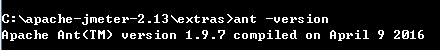 C:\apache-jmeter-2.13\extras>ant -version
Apache Ant(TM) version 1.9.7 compiled on April 9 2016